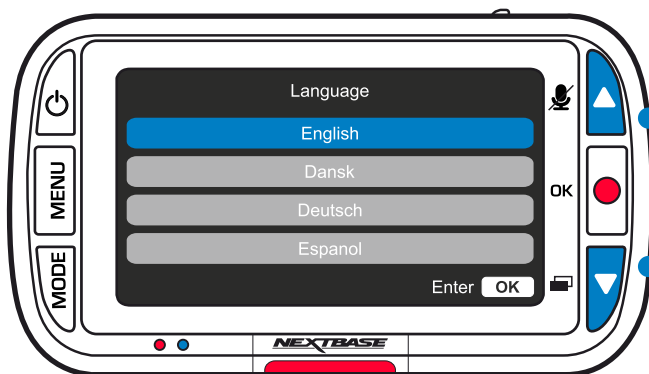 Language
English
Dansk
Deutsch
Espanol
Enter OK
MENU
MODE
OK
NEXTBASE